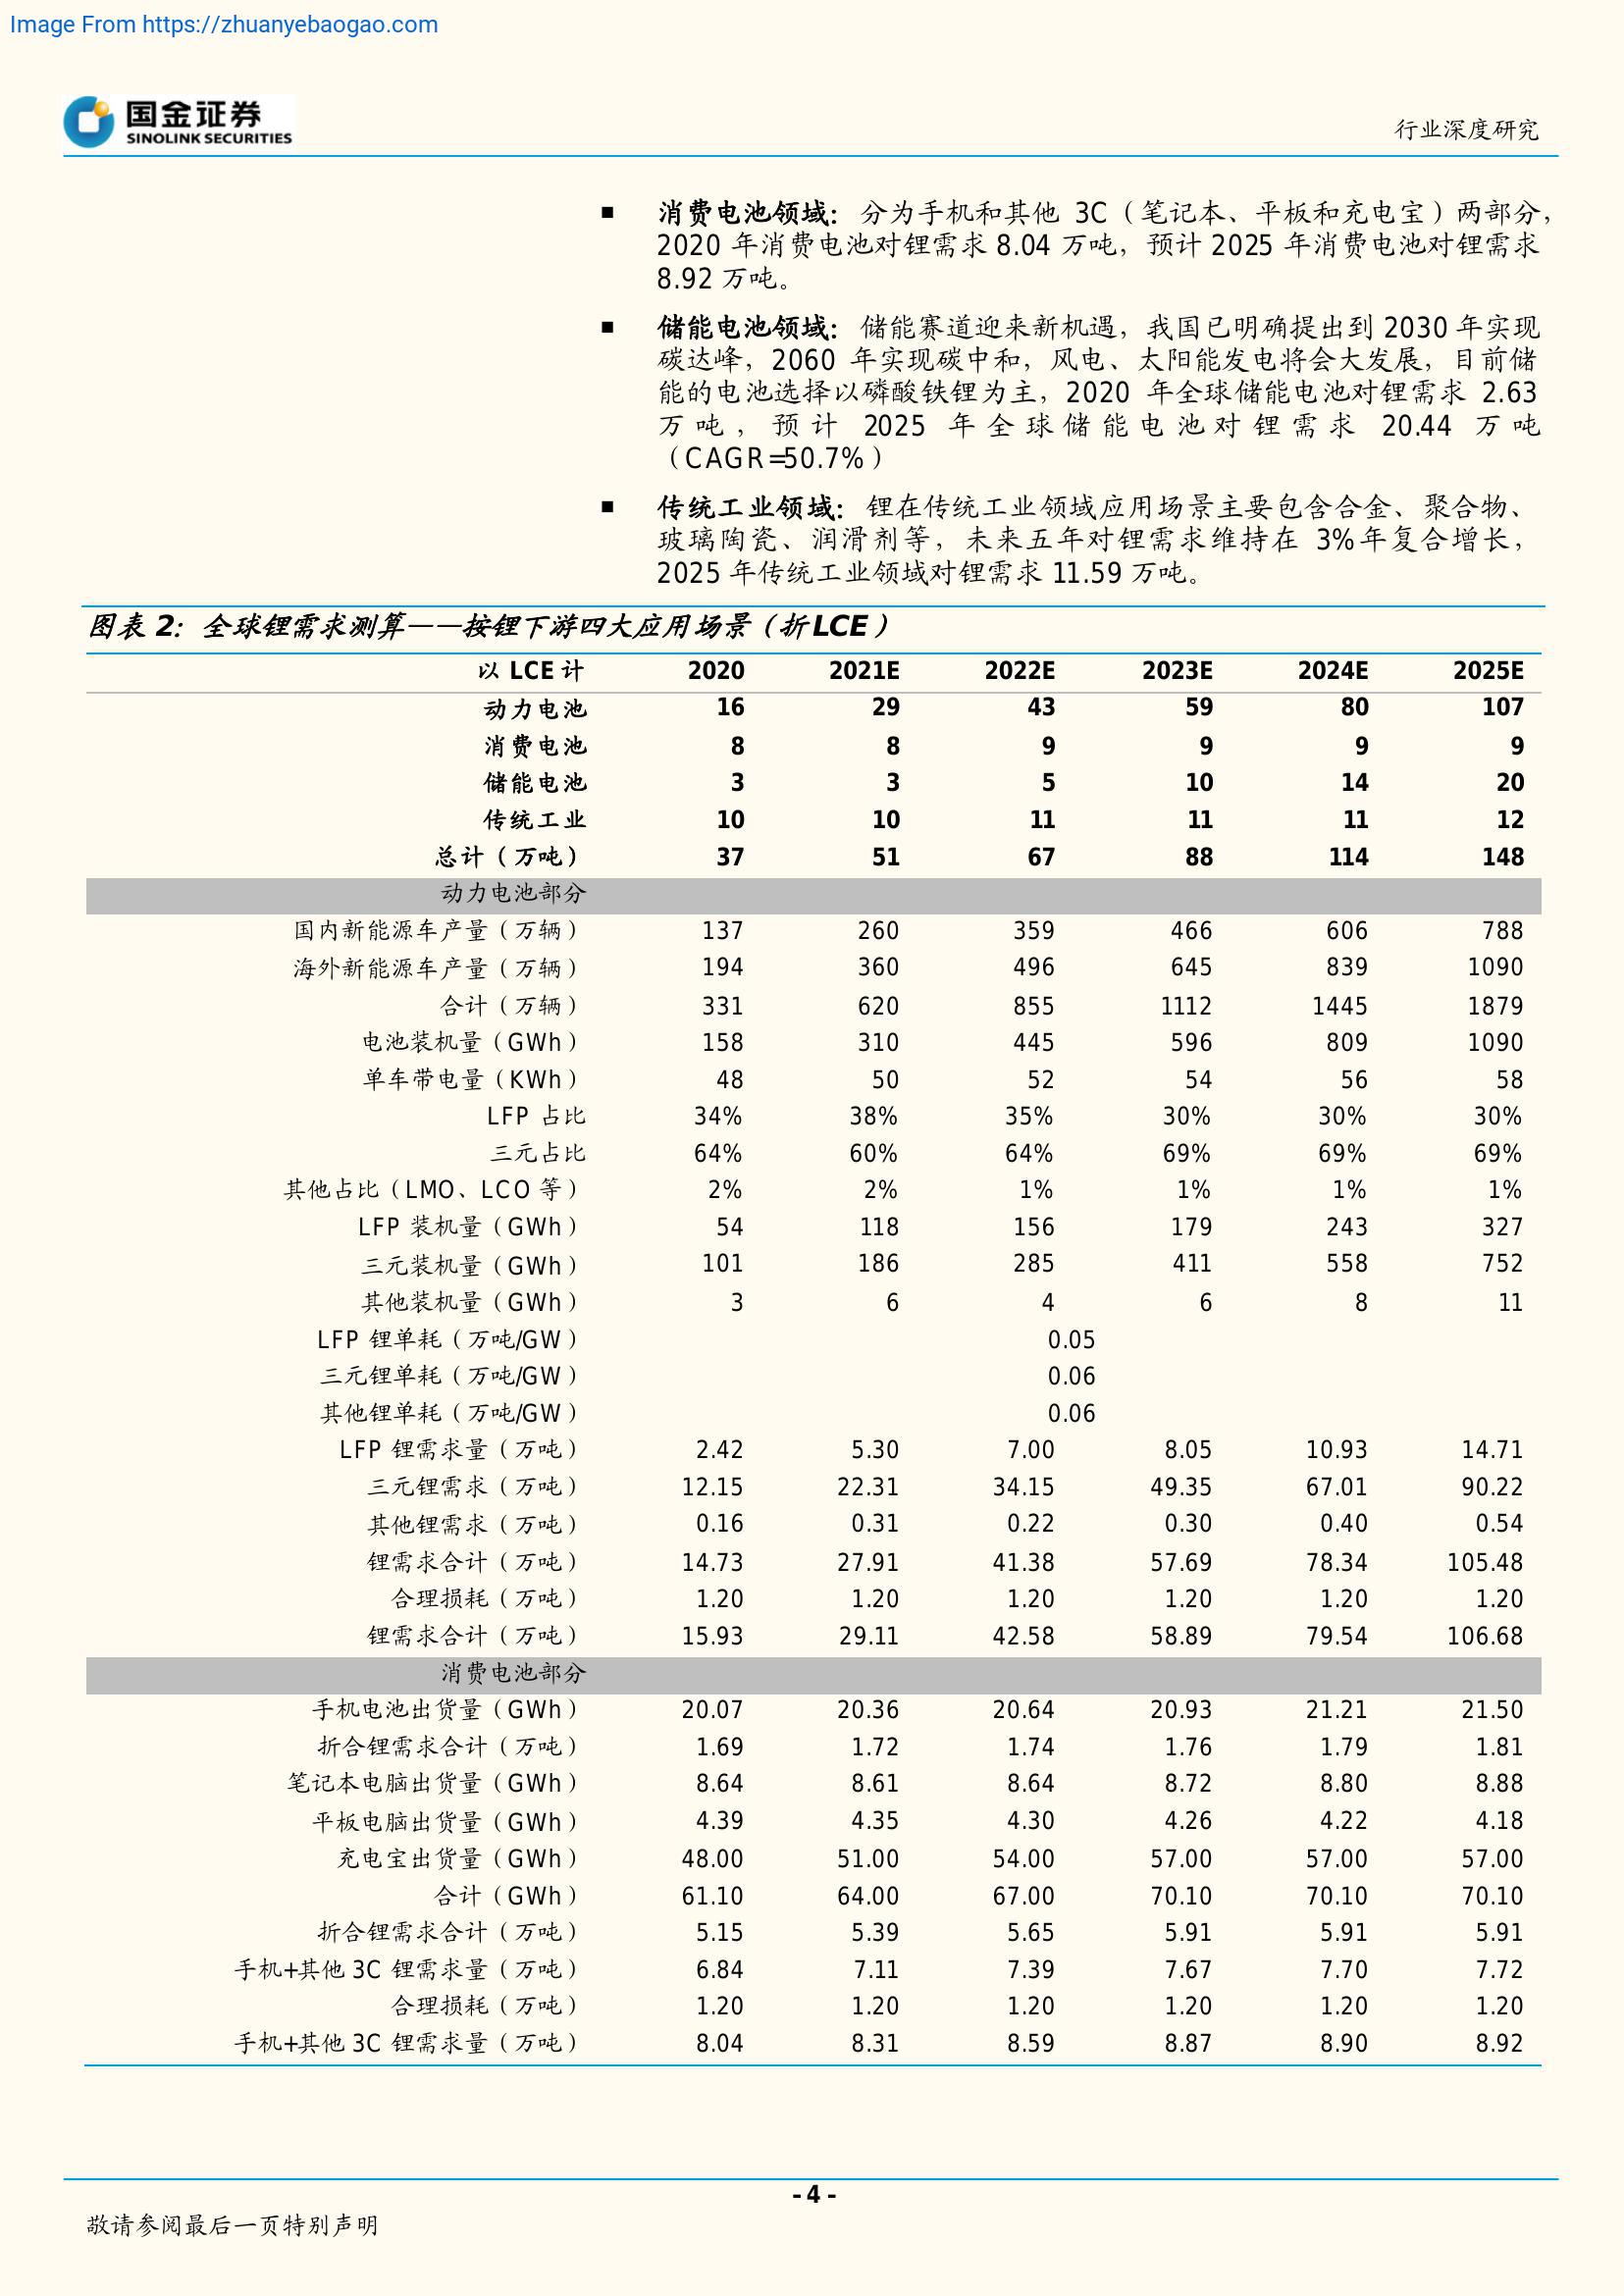 Image From https://zhuanyebaogao.com
国金证券
SINOLINK SECURITIES
行业深度研究
■ 消费电池领域：分为手机和其他 3C（笔记本、平板和充电宝）两部分，
2020 年消费电池对锂需求 8.04 万吨，预计 2025 年消费电池对锂需求
8.92 万吨。
■ 储能电池领域：储能赛道迎来新机遇，我国已明确提出到 2030 年实现
碳达峰，2060 年实现碳中和，风电、太阳能发电将会大发展，目前储
能的电池选择以磷酸铁锂为主，2020 年全球储能电池对锂需求 2.63
万吨，预计 2025 年全球储能电池对锂需求 20.44 万吨
（CAGR=50.7%）
■ 传统工业领域：锂在传统工业领域应用场景主要包含合金、聚合物、
玻璃陶瓷、润滑剂等，未来五年对锂需求维持在 3%年复合增长，
2025 年传统工业领域对锂需求 11.59 万吨。
图表 2：全球锂需求测算——按锂下游四大应用场景（折 LCE）
以 LCE 计 2020 2021E 2022E 2023E 2024E 2025E
动力电池 16 29 43 59 80 107
消费电池 8 8 9 9 9 9
储能电池 3 3 5 10 14 20
传统工业 10 10 11 11 11 12
总计（万吨） 37 51 67 88 114 148
动力电池部分
国内新能源车产量（万辆） 137 260 359 466 606 788
海外新能源车产量（万辆） 194 360 496 645 839 1090
合计（万辆） 331 620 855 1112 1445 1879
电池装机量（GWh） 158 310 445 596 809 1090
单车带电量（KWh） 48 50 52 54 56 58
LFP 占比 34% 38% 35% 30% 30% 30%
三元占比 64% 60% 64% 69% 69% 69%
其他占比（LMO、LCO 等） 2% 2% 1% 1% 1% 1%
LFP 装机量（GWh） 54 118 156 179 243 327
三元装机量（GWh） 101 186 285 411 558 752
其他装机量（GWh） 3 6 4 6 8 11
LFP 锂单耗（万吨/GW） 0.05
三元锂单耗（万吨/GW） 0.06
其他锂单耗（万吨/GW） 0.06
LFP 锂需求量（万吨） 2.42 5.30 7.00 8.05 10.93 14.71
三元锂需求（万吨） 12.15 22.31 34.15 49.35 67.01 90.22
其他锂需求（万吨） 0.16 0.31 0.22 0.30 0.40 0.54
锂需求合计（万吨） 14.73 27.91 41.38 57.69 78.34 105.48
合理损耗（万吨） 1.20 1.20 1.20 1.20 1.20 1.20
锂需求合计（万吨） 15.93 29.11 42.58 58.89 79.54 106.68
消费电池部分
手机电池出货量（GWh） 20.07 20.36 20.64 20.93 21.21 21.50
折合锂需求合计（万吨） 1.69 1.72 1.74 1.76 1.79 1.81
笔记本电脑出货量（GWh） 8.64 8.61 8.64 8.72 8.80 8.88
平板电脑出货量（GWh） 4.39 4.35 4.30 4.26 4.22 4.18
充电宝出货量（GWh） 48.00 51.00 54.00 57.00 57.00 57.00
合计（GWh） 61.10 64.00 67.00 70.10 70.10 70.10
折合锂需求合计（万吨） 5.15 5.39 5.65 5.91 5.91 5.91
手机+其他 3C 锂需求量（万吨） 6.84 7.11 7.39 7.67 7.70 7.72
合理损耗（万吨） 1.20 1.20 1.20 1.20 1.20 1.20
手机+其他 3C 锂需求量（万吨） 8.04 8.31 8.59 8.87 8.90 8.92
- 4 -
敬请参阅最后一页特别声明